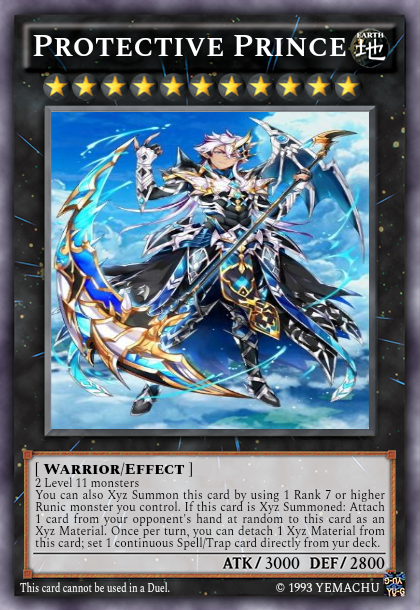 PROTECTIVE PRINCE
EARTH
地
[ WARRIOR/EFFECT ]
2 Level 11 monsters
You can also Xyz Summon this card by using 1 Rank 7 or higher
Runic monster you control. If this card is Xyz Summoned: Attach
1 card from your opponent's hand at random to this card as an
Xyz Material. Once per turn, you can detach 1 Xyz Material from
this card; set 1 continuous Spell/Trap card directly from yur deck.
ATK / 3000 DEF / 2800
This card cannot be used in a Duel.
© 1993 YEMACHU